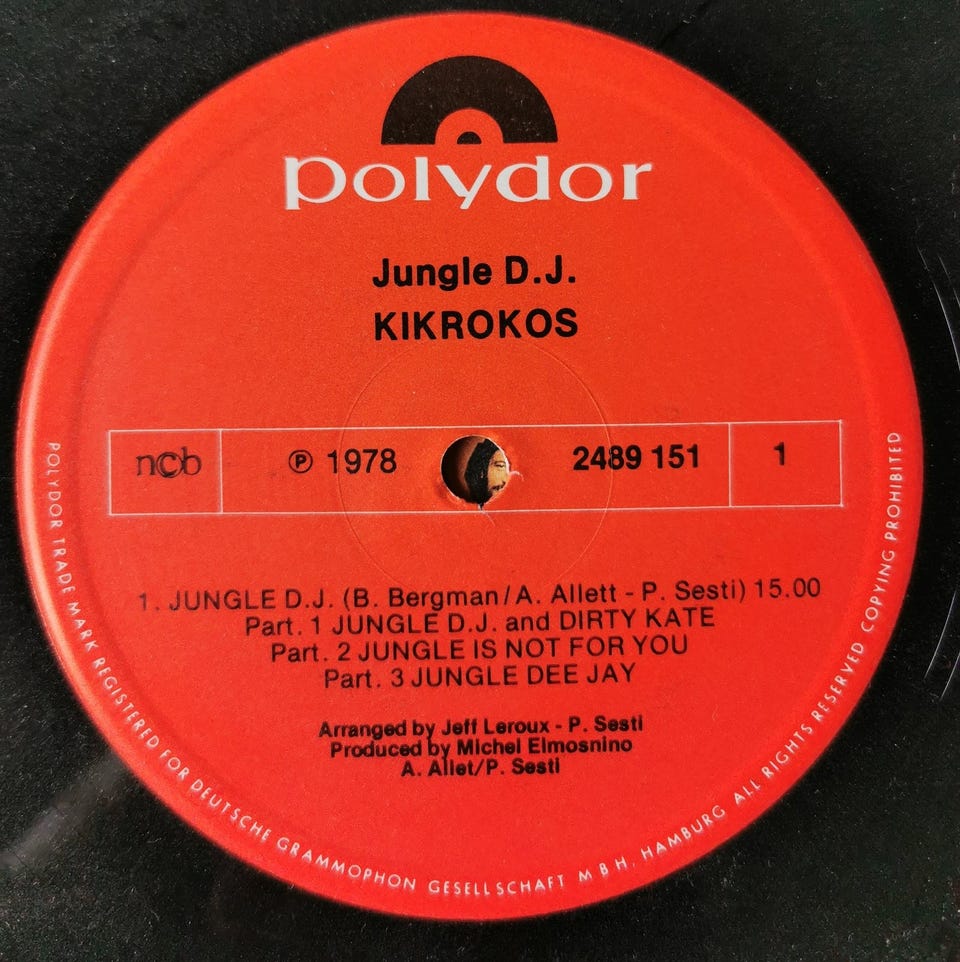 polydor
Jungle D.J.
KIKROKOS
ncb
℗ 1978
2489 151
1
1. JUNGLE D.J. (B. Bergman/A. Allett - P. Sesti) 15.00
Part. 1 JUNGLE D.J. and DIRTY KATE
Part. 2 JUNGLE IS NOT FOR YOU
Part. 3 JUNGLE DEE JAY
Arranged by Jeff Leroux - P. Sesti
Produced by Michel Elmosnino
A. Allet/P. Sesti
POLYDOR TRADE MARK REGISTERED FOR DEUTSCHE GRAMMOPHON GESELLSCHAFT M B H, HAMBURG ALL RIGHTS RESERVED COPYING PROHIBITED